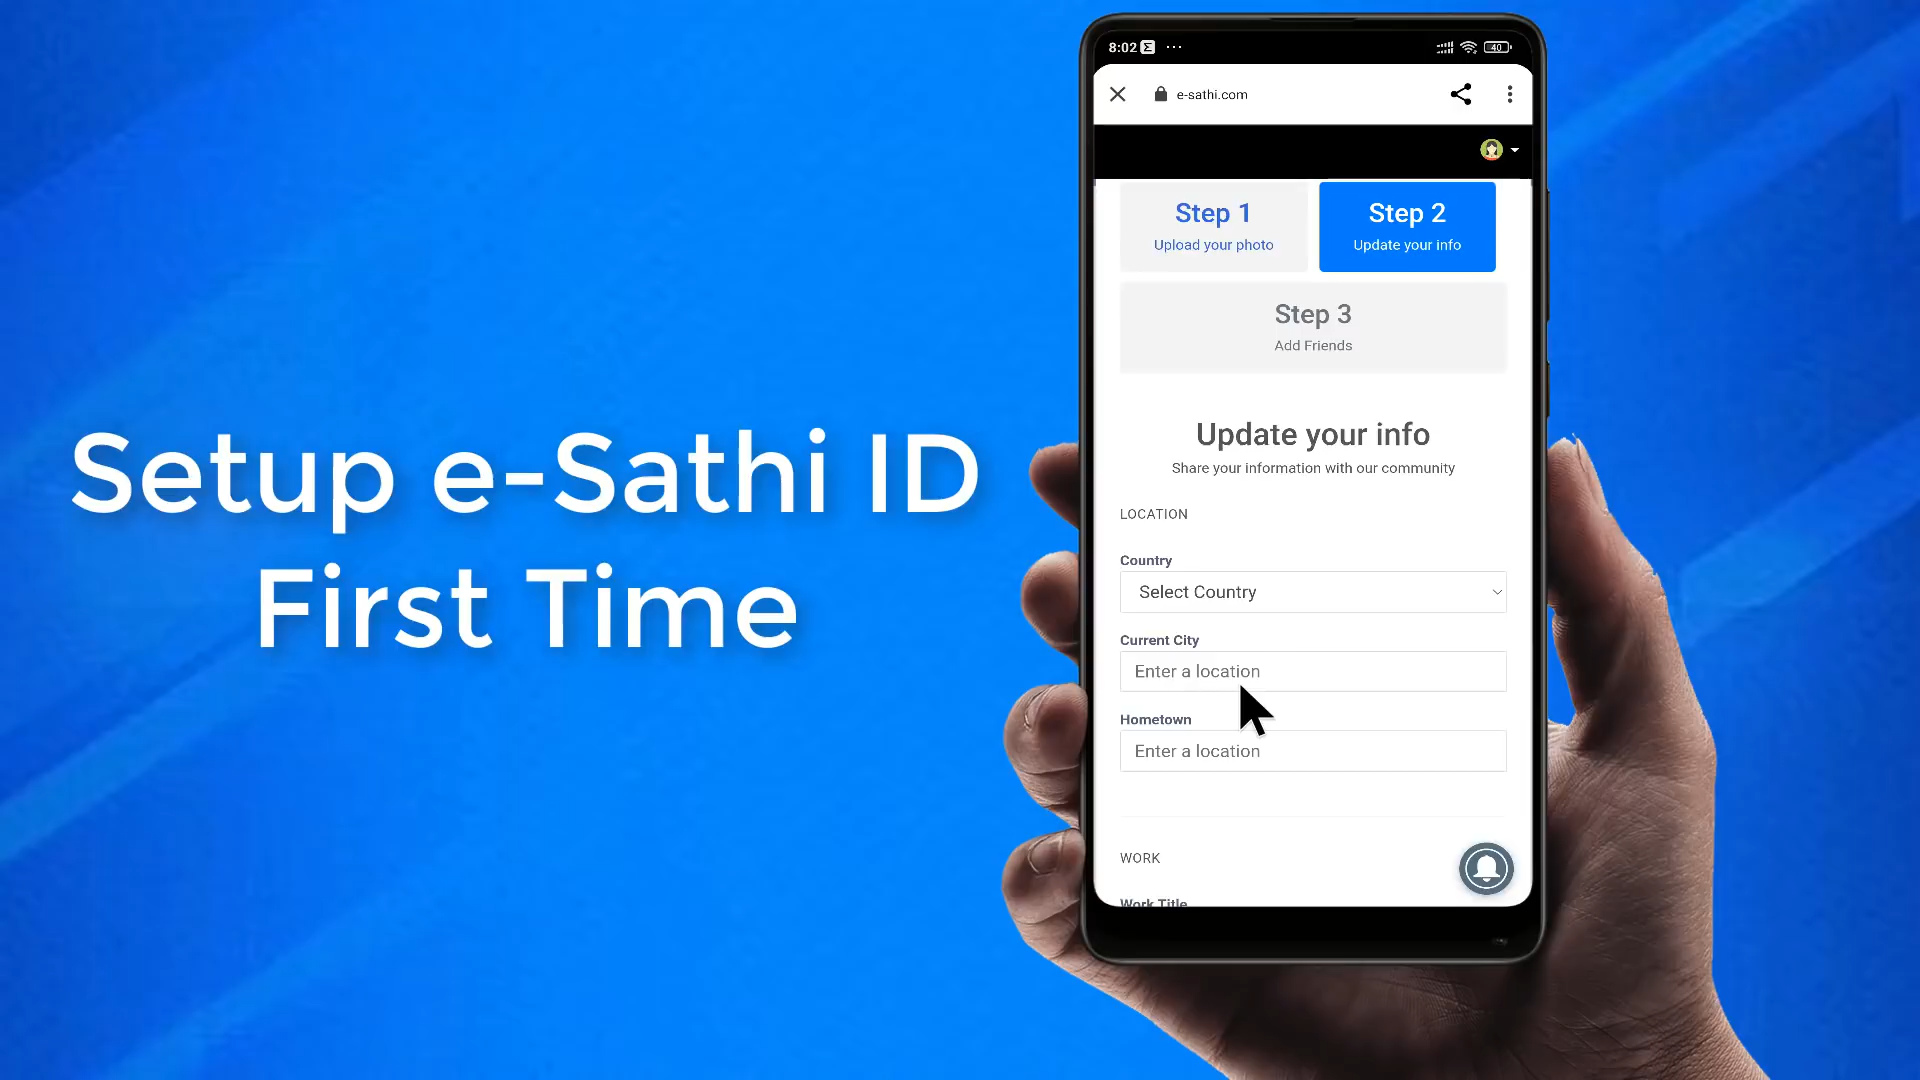 Setup e-Sathi ID
First Time
8:02
40
e-sathi.com
Step 1
Upload your photo
Step 2
Update your info
Step 3
Add Friends
Update your info
Share your information with our community
LOCATION
Country
Select Country
Current City
Enter a location
Hometown
Enter a location
WORK
Work Title